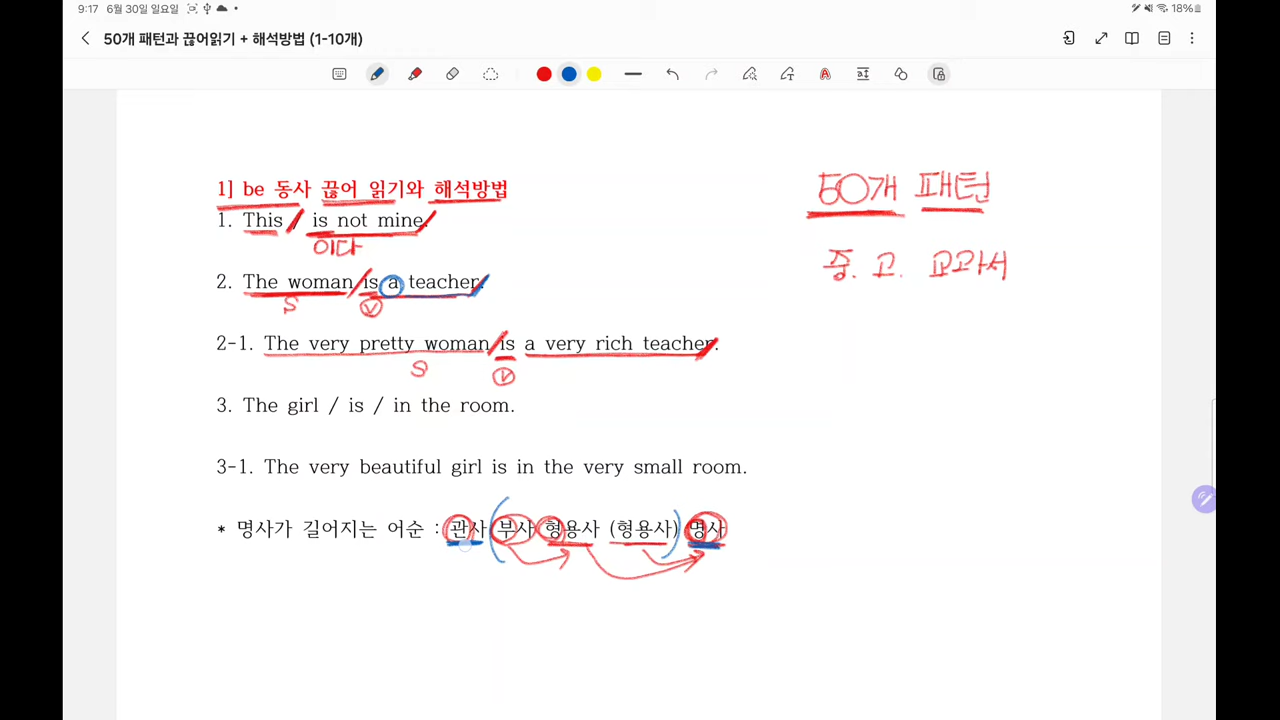 9:17 6월 30일 일요일
18%
50개 패턴과 끊어읽기 + 해석방법 (1-10개)
1] be 동사 끊어 읽기와 해석방법
50개 패턴
1. This / is not mine.
이다
중. 고. 교과서
2. The woman / is a teacher.
S V
2-1. The very pretty woman / is a very rich teacher.
S V
3. The girl / is / in the room.
3-1. The very beautiful girl is in the very small room.
* 명사가 길어지는 어순 : 관사 (부사 형용사 (형용사) ) 명사